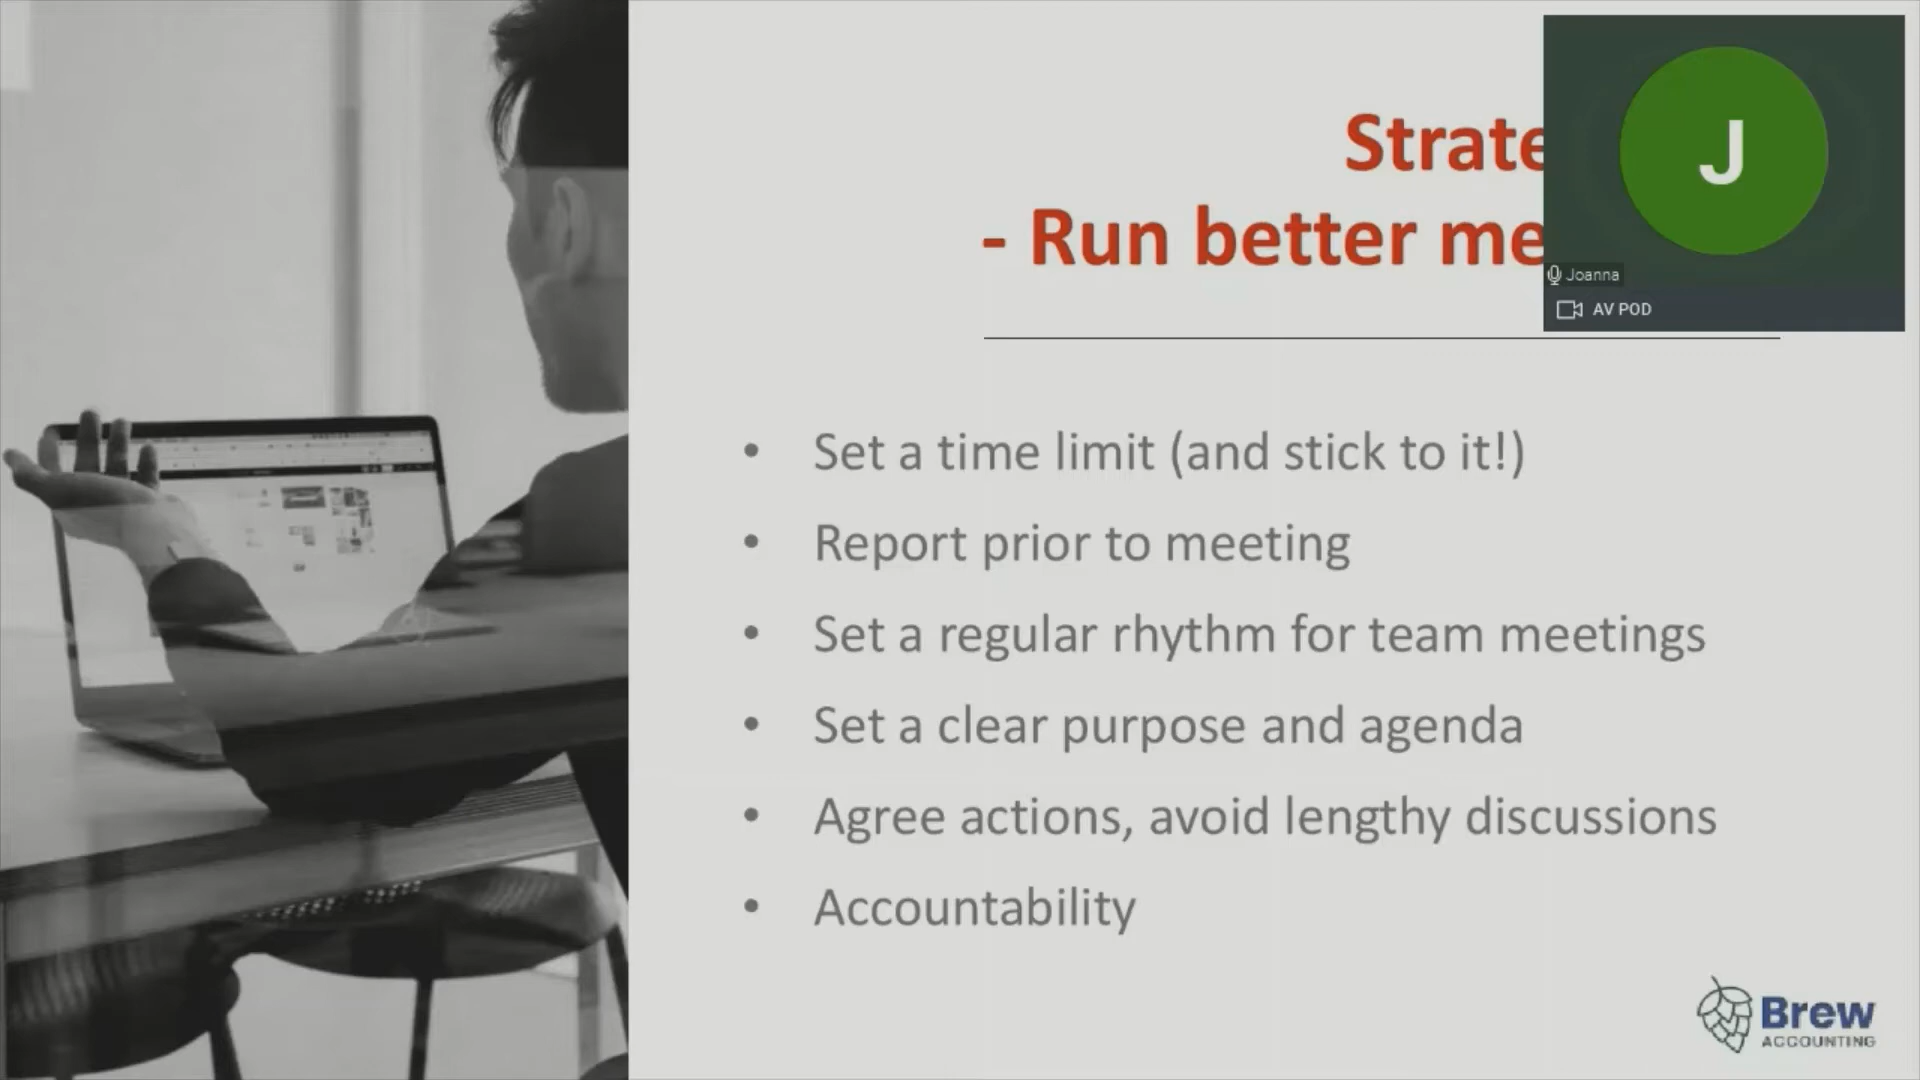 Strate
- Run better me
J
Joanna
AV POD
• Set a time limit (and stick to it!)
• Report prior to meeting
• Set a regular rhythm for team meetings
• Set a clear purpose and agenda
• Agree actions, avoid lengthy discussions
• Accountability
Brew
ACCOUNTING